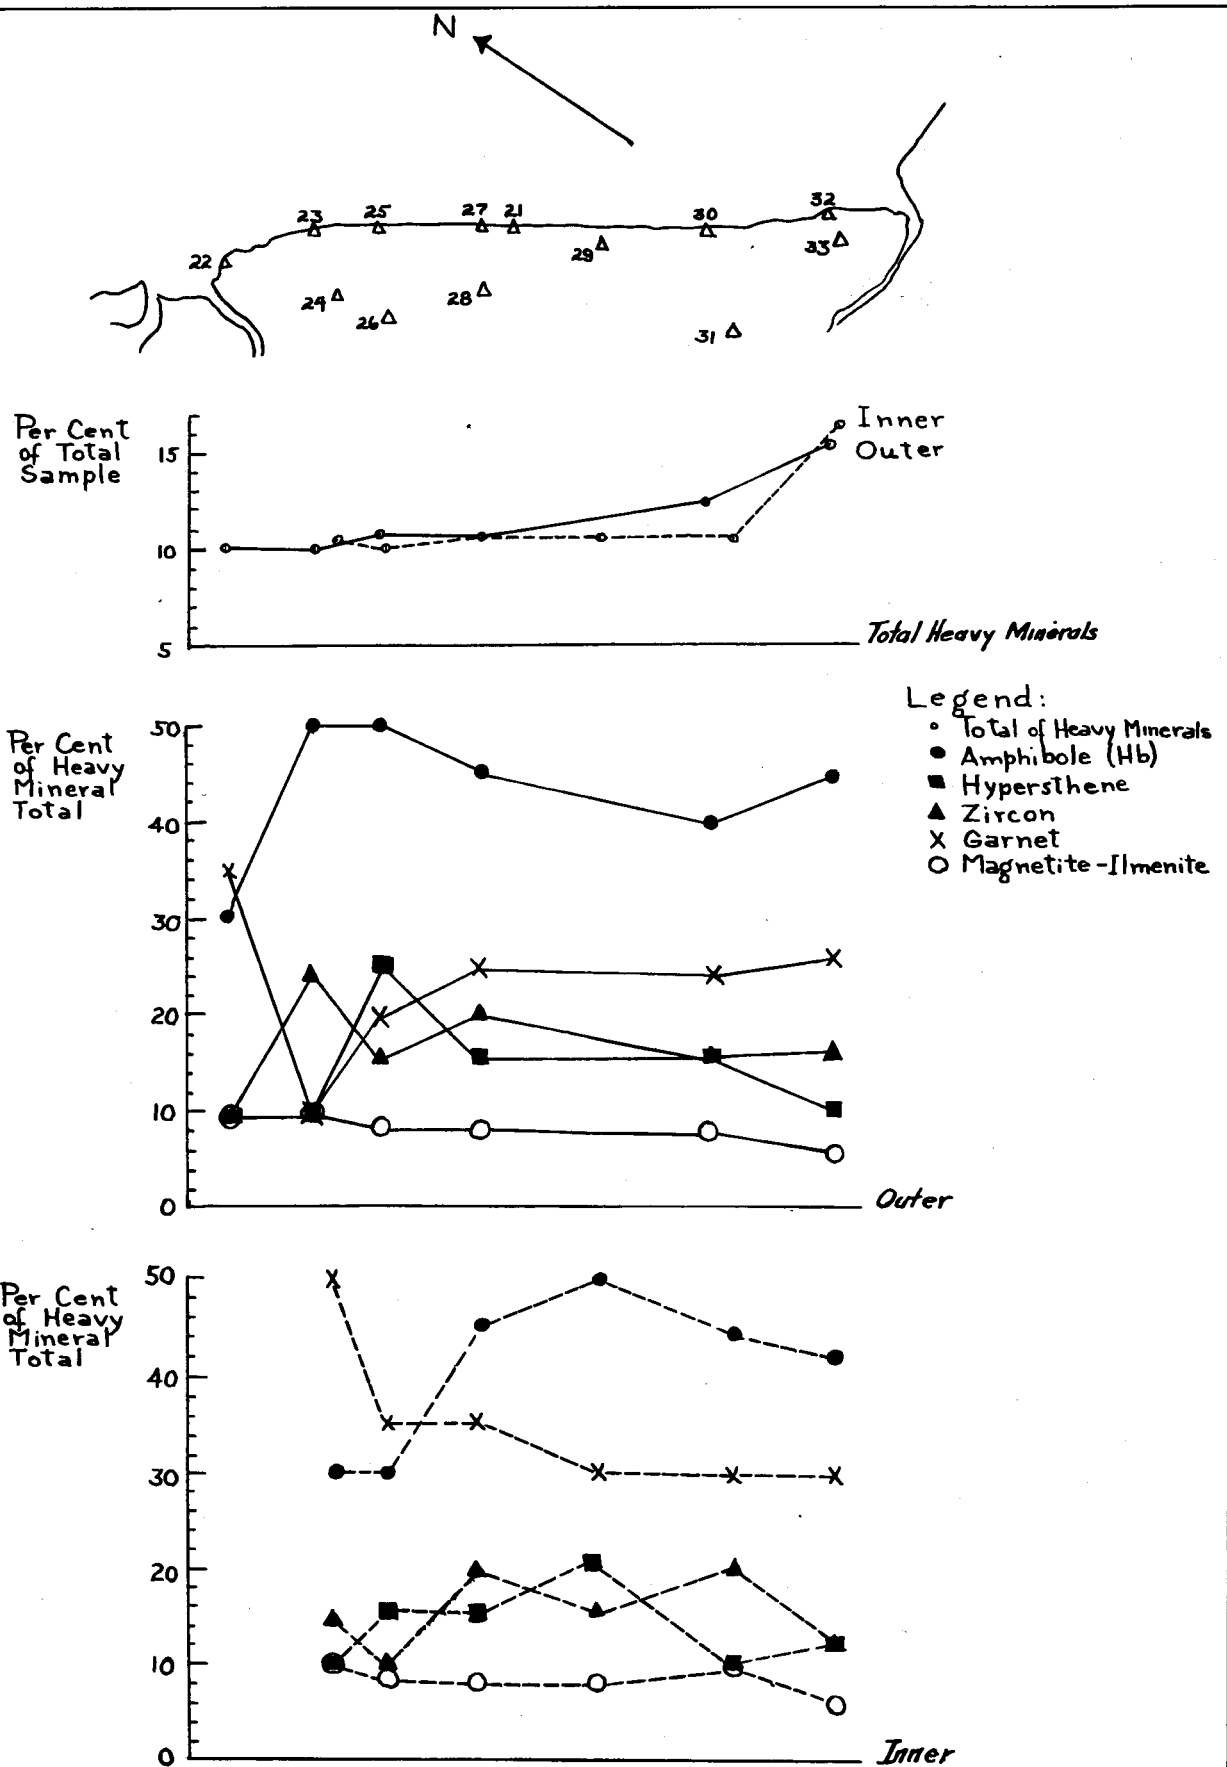 N
23
25
27
21
30
32
22
29
33
24
26
28
31
Per Cent
of Total
Sample
15
10
5
Inner
Outer
Total Heavy Minerals
Legend:
Total of Heavy Minerals
Amphibole (Hb)
Hypersthene
Zircon
Garnet
Magnetite-Ilmenite
Per Cent
of Heavy
Mineral
Total
50
40
30
20
10
0
Outer
Per Cent
of Heavy
Mineral
Total
50
40
30
20
10
0
Inner